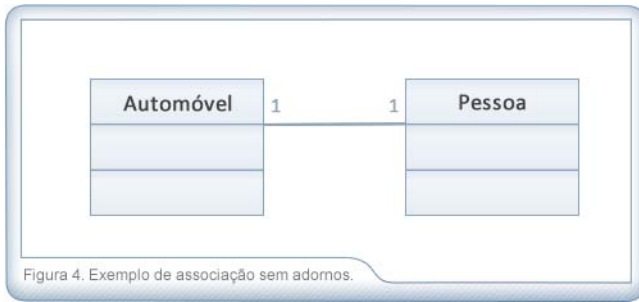 Automóvel
1
1
Pessoa
Figura 4. Exemplo de associação sem adornos.